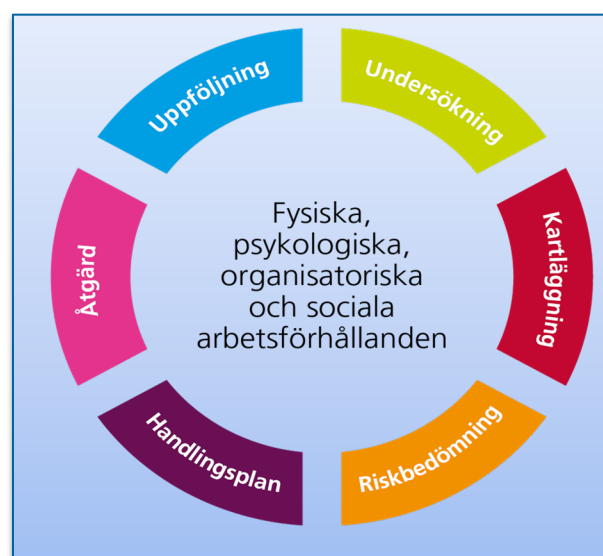 Uppföljning
Undersökning
Kartläggning
Riskbedömning
Handlingsplan
Åtgärd
Fysiska,
psykologiska,
organisatoriska
och sociala
arbetsförhållanden